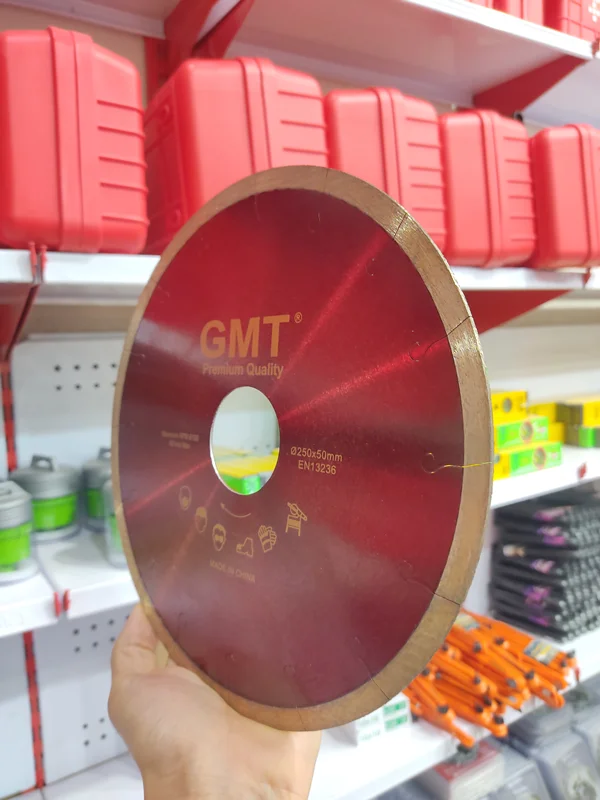 GMT®
Premium Quality
Ø250x50mm
EN13236
MADE IN CHINA